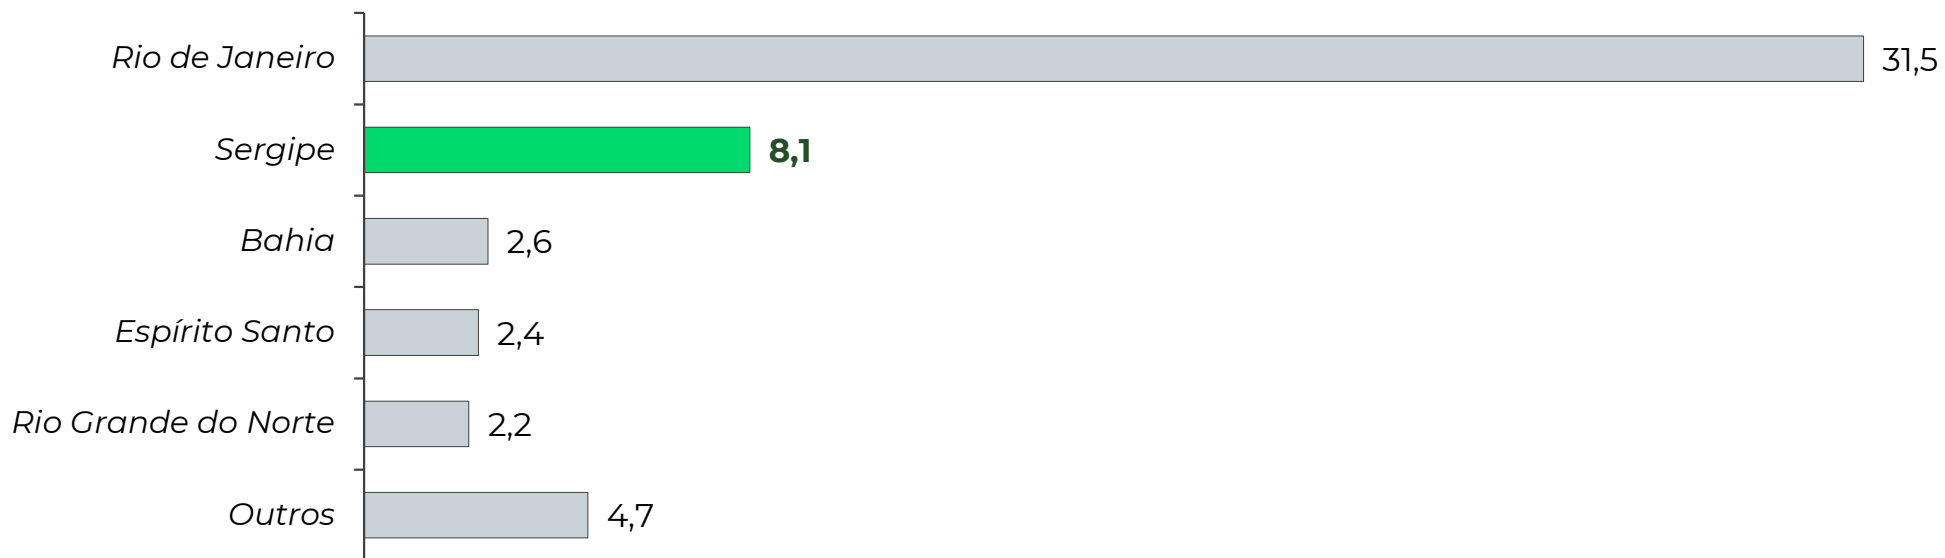 Rio de Janeiro 31,5
Sergipe 8,1
Bahia 2,6
Espírito Santo 2,4
Rio Grande do Norte 2,2
Outros 4,7